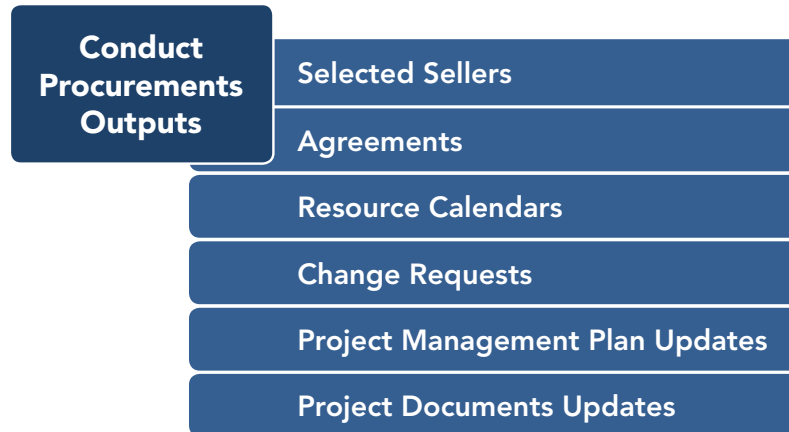 Conduct
Procurements
Outputs
Selected Sellers
Agreements
Resource Calendars
Change Requests
Project Management Plan Updates
Project Documents Updates